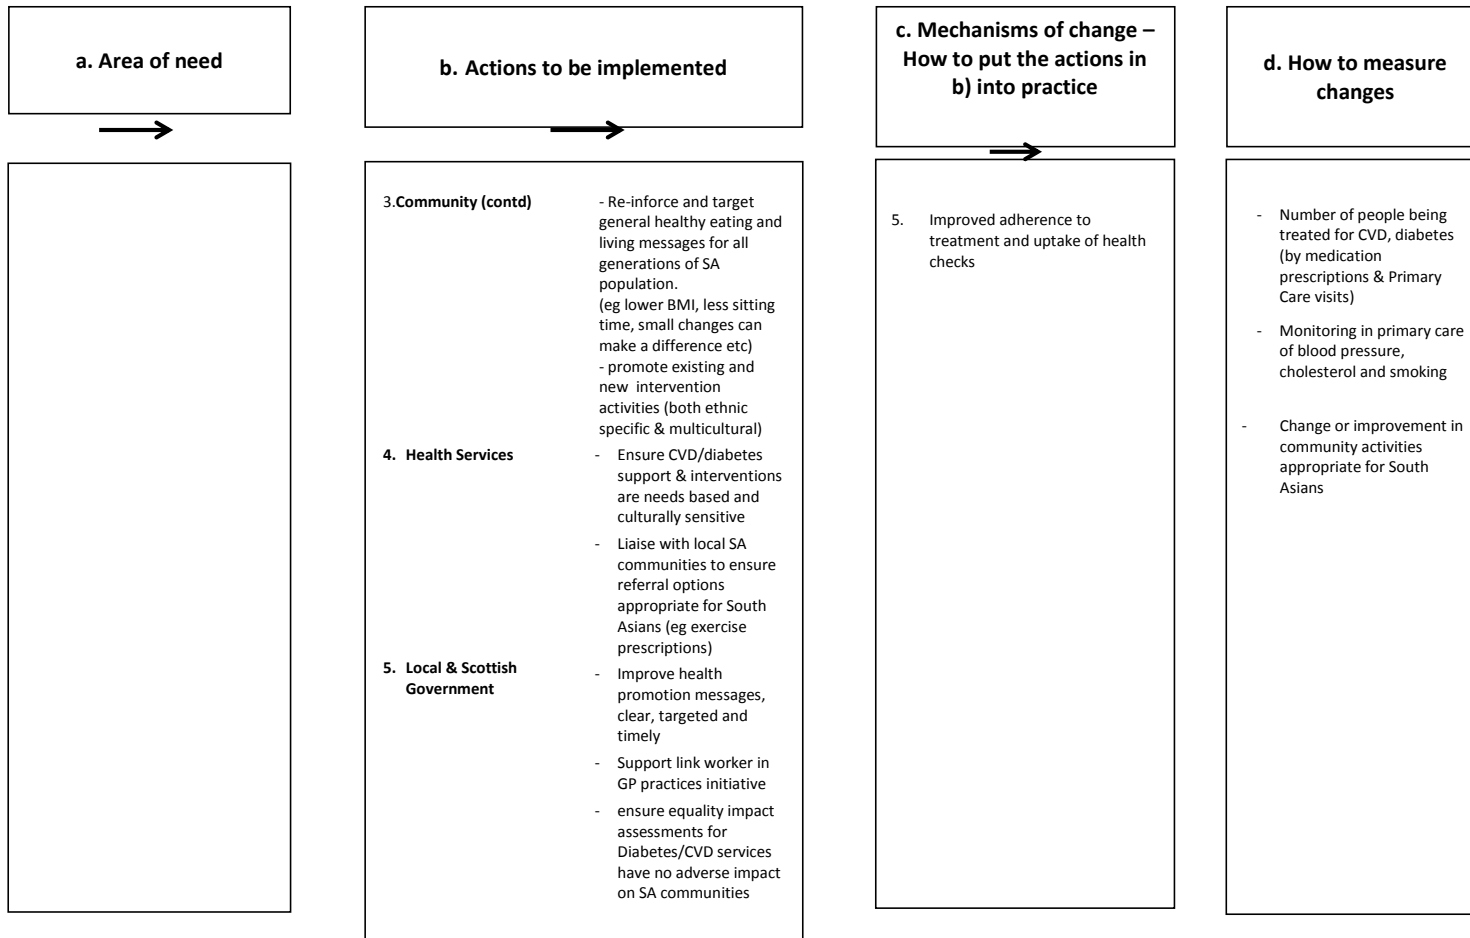 a. Area of need
b. Actions to be implemented
c. Mechanisms of change –
How to put the actions in
b) into practice
d. How to measure
changes
3.Community (contd)
- Re-inforce and target
general healthy eating and
living messages for all
generations of SA
population.
(eg lower BMI, less sitting
time, small changes can
make a difference etc)
- promote existing and
new intervention
activities (both ethnic
specific & multicultural)
4. Health Services
- Ensure CVD/diabetes
support & interventions
are needs based and
culturally sensitive
- Liaise with local SA
communities to ensure
referral options
appropriate for South
Asians (eg exercise
prescriptions)
5. Local & Scottish
Government
- Improve health
promotion messages,
clear, targeted and
timely
- Support link worker in
GP practices initiative
- ensure equality impact
assessments for
Diabetes/CVD services
have no adverse impact
on SA communities
5. Improved adherence to
treatment and uptake of health
checks
- Number of people being
treated for CVD, diabetes
(by medication
prescriptions & Primary
Care visits)
- Monitoring in primary care
of blood pressure,
cholesterol and smoking
- Change or improvement in
community activities
appropriate for South
Asians